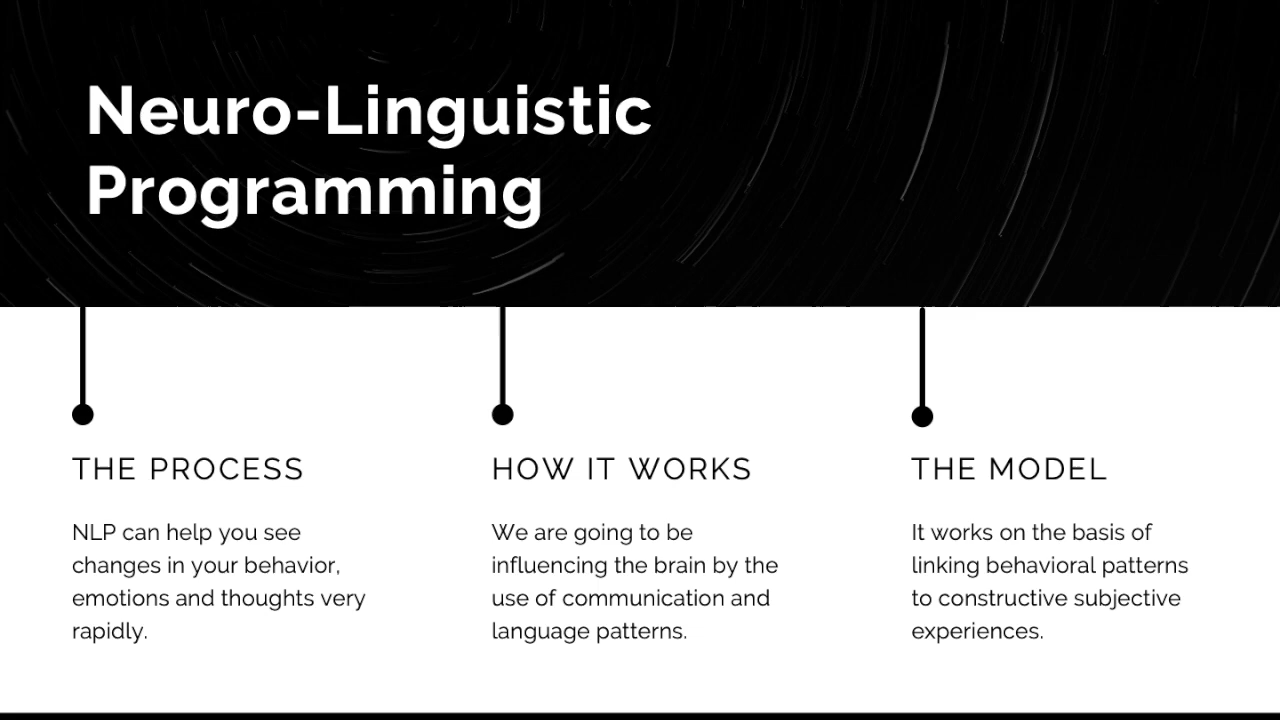 Neuro-Linguistic
Programming
THE PROCESS
NLP can help you see
changes in your behavior,
emotions and thoughts very
rapidly.
HOW IT WORKS
We are going to be
influencing the brain by the
use of communication and
language patterns.
THE MODEL
It works on the basis of
linking behavioral patterns
to constructive subjective
experiences.